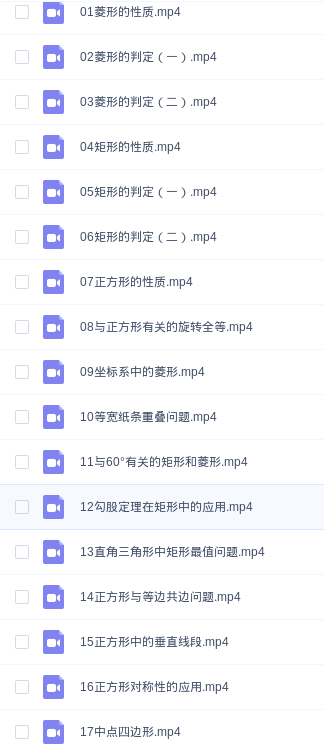 01菱形的性质.mp4
02菱形的判定（一）.mp4
03菱形的判定（二）.mp4
04矩形的性质.mp4
05矩形的判定（一）.mp4
06矩形的判定（二）.mp4
07正方形的性质.mp4
08与正方形有关的旋转全等.mp4
09坐标系中的菱形.mp4
10等宽纸条重叠问题.mp4
11与60°有关的矩形和菱形.mp4
12勾股定理在矩形中的应用.mp4
13直角三角形中矩形最值问题.mp4
14正方形与等边共边问题.mp4
15正方形中的垂直线段.mp4
16正方形对称性的应用.mp4
17中点四边形.mp4